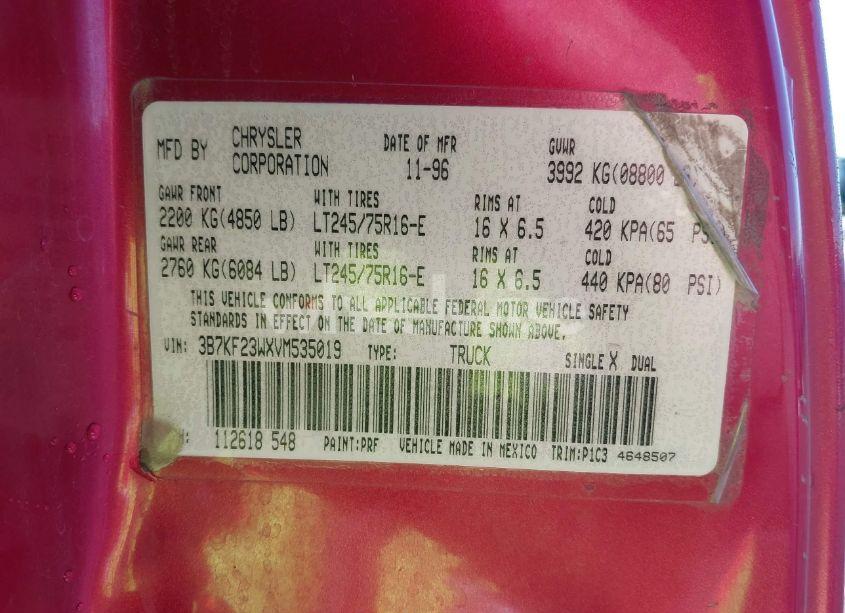 MFD BY CHRYSLER CORPORATION DATE OF MFR 11-96 GVWR 3992 KG(08800
GAWR FRONT WITH TIRES RIMS AT COLD
2200 KG(4850 LB) LT245/75R16-E 16 X 6.5 420 KPA(65
GAWR REAR WITH TIRES RIMS AT COLD
2760 KG(6084 LB) LT245/75R16-E 16 X 6.5 440 KPA(80 PSI)
THIS VEHICLE CONFORMS TO ALL APPLICABLE FEDERAL MOTOR VEHICLE SAFETY
STANDARDS IN EFFECT ON THE DATE OF MANUFACTURE SHOWN ABOVE.
VIN: 3B7KF23WXVM535019 TYPE: TRUCK SINGLE X DUAL
112618 548 PAINT:PRF VEHICLE MADE IN MEXICO TRIM:P1C3 4648507